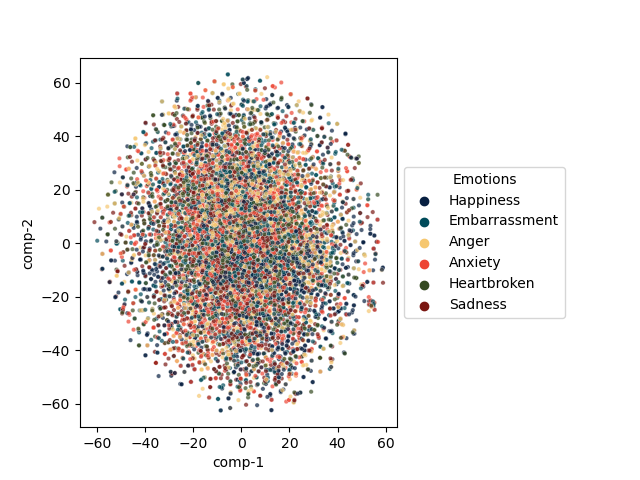 60
40
20
0
−20
−40
−60
comp-2
−60
−40
−20
0
20
40
60
comp-1
Emotions
Happiness
Embarrassment
Anger
Anxiety
Heartbroken
Sadness